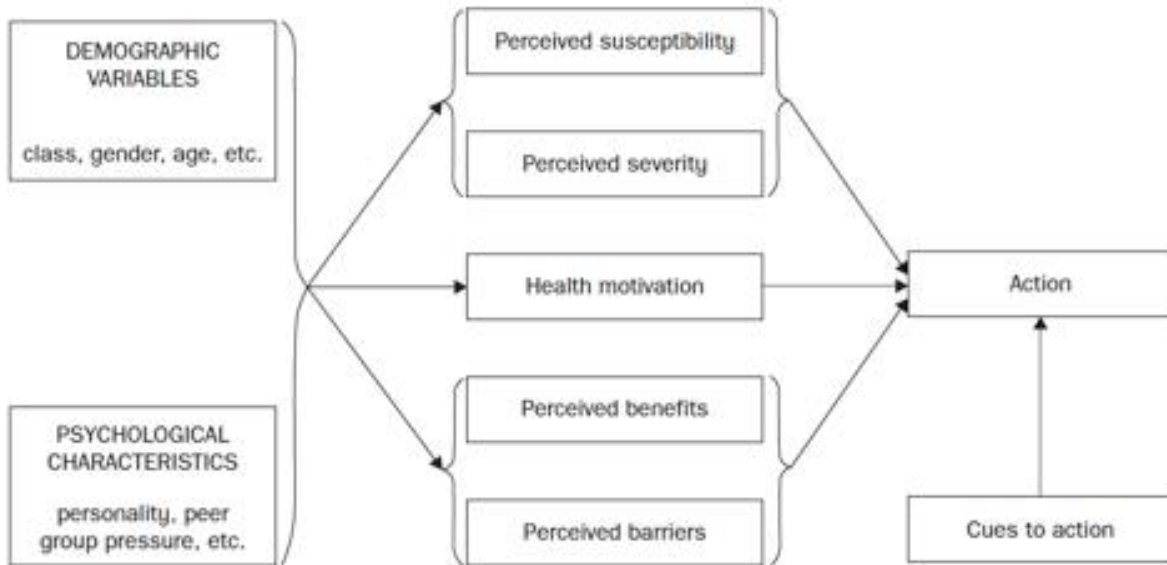 DEMOGRAPHIC
VARIABLES
class, gender, age, etc.
PSYCHOLOGICAL
CHARACTERISTICS
personality, peer
group pressure, etc.
Perceived susceptibility
Perceived severity
Health motivation
Perceived benefits
Perceived barriers
Action
Cues to action